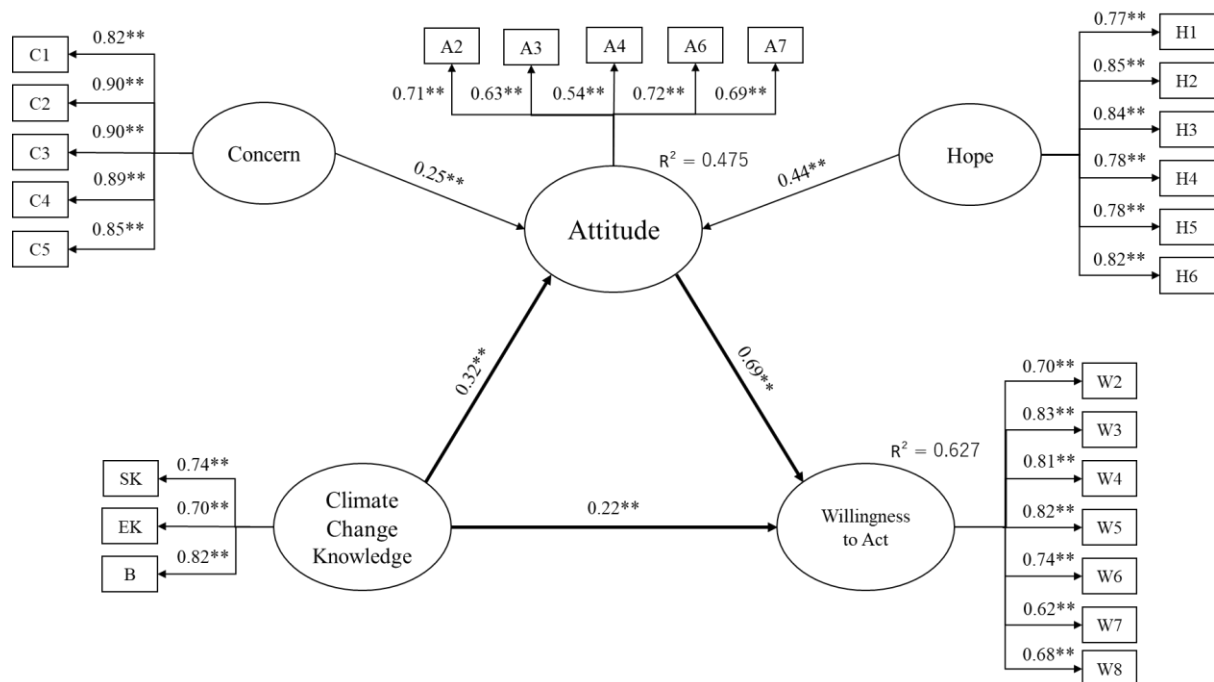 C1
C2
C3
C4
C5
0.82**
0.90**
0.90**
0.89**
0.85**
Concern
0.25**
A2
A3
A4
A6
A7
0.71**
0.63**
0.54**
0.72**
0.69**
R² = 0.475
Attitude
0.44**
Hope
0.77**
0.85**
0.84**
0.78**
0.78**
0.82**
H1
H2
H3
H4
H5
H6
0.32**
0.69**
SK
EK
B
0.74**
0.70**
0.82**
Climate
Change
Knowledge
0.22**
R² = 0.627
Willingness
to Act
0.70**
0.83**
0.81**
0.82**
0.74**
0.62**
0.68**
W2
W3
W4
W5
W6
W7
W8